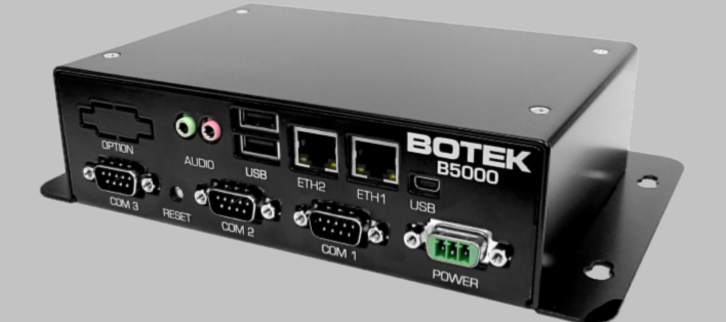 BOTEK
B5000
OPTION
AUDIO
USB
ETH2
ETH1
USB
COM 3
RESET
COM 2
COM 1
POWER